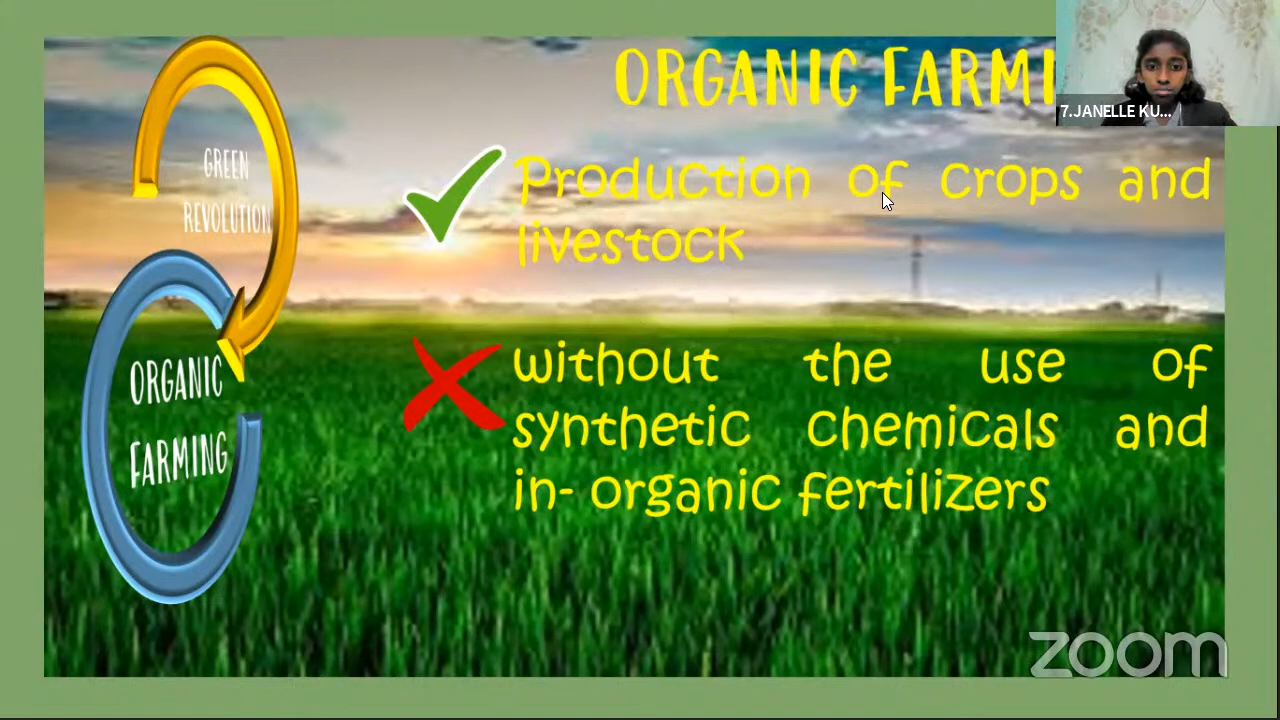 ORGANIC FARMI
7.JANELLE KU...
GREEN
REVOLUTION
Production of crops and
livestock
ORGANIC
FARMING
without the use of
synthetic chemicals and
in- organic fertilizers
zoom